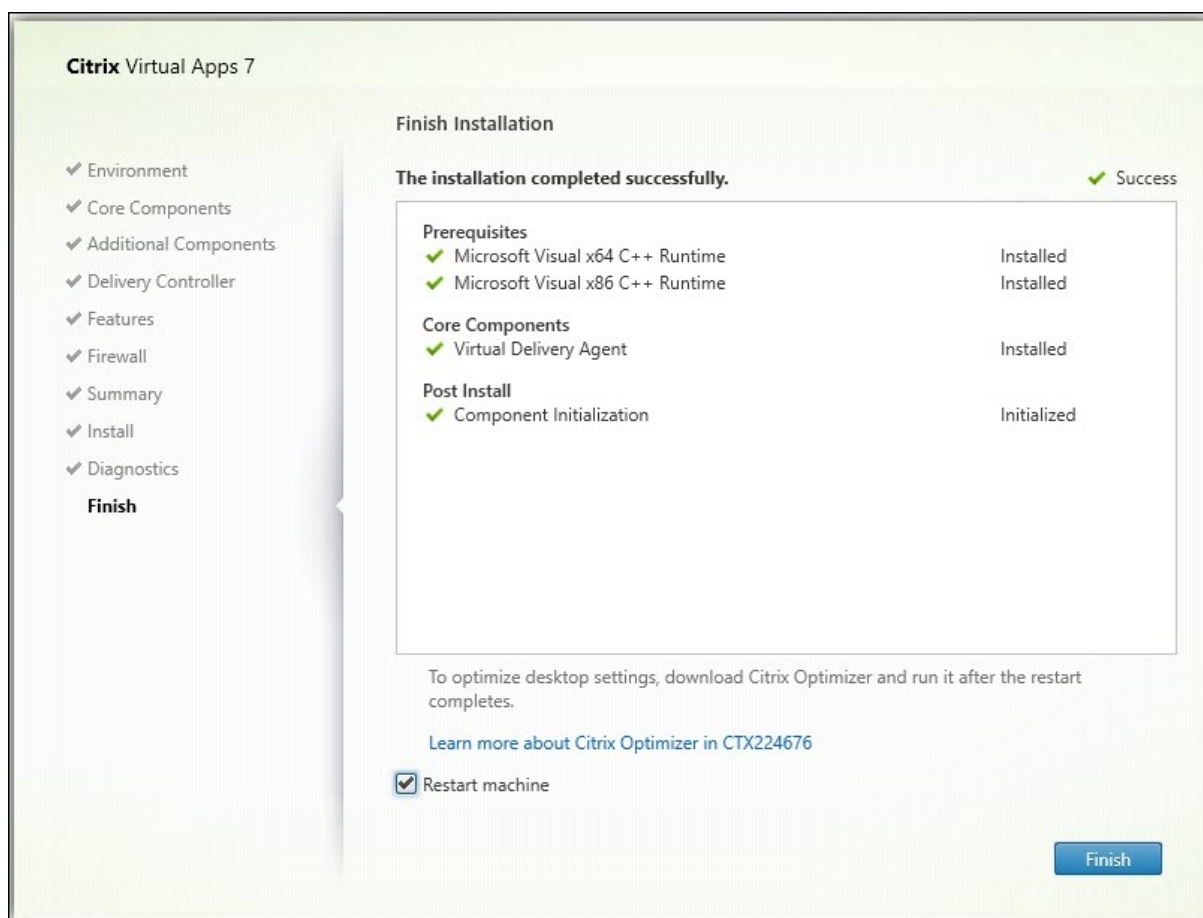 Citrix Virtual Apps 7
Finish Installation
Environment
Core Components
Additional Components
Delivery Controller
Features
Firewall
Summary
Install
Diagnostics
Finish
The installation completed successfully.
Success
Prerequisites
Microsoft Visual x64 C++ Runtime Installed
Microsoft Visual x86 C++ Runtime Installed
Core Components
Virtual Delivery Agent Installed
Post Install
Component Initialization Initialized
To optimize desktop settings, download Citrix Optimizer and run it after the restart
completes.
Learn more about Citrix Optimizer in CTX224676
Restart machine
Finish